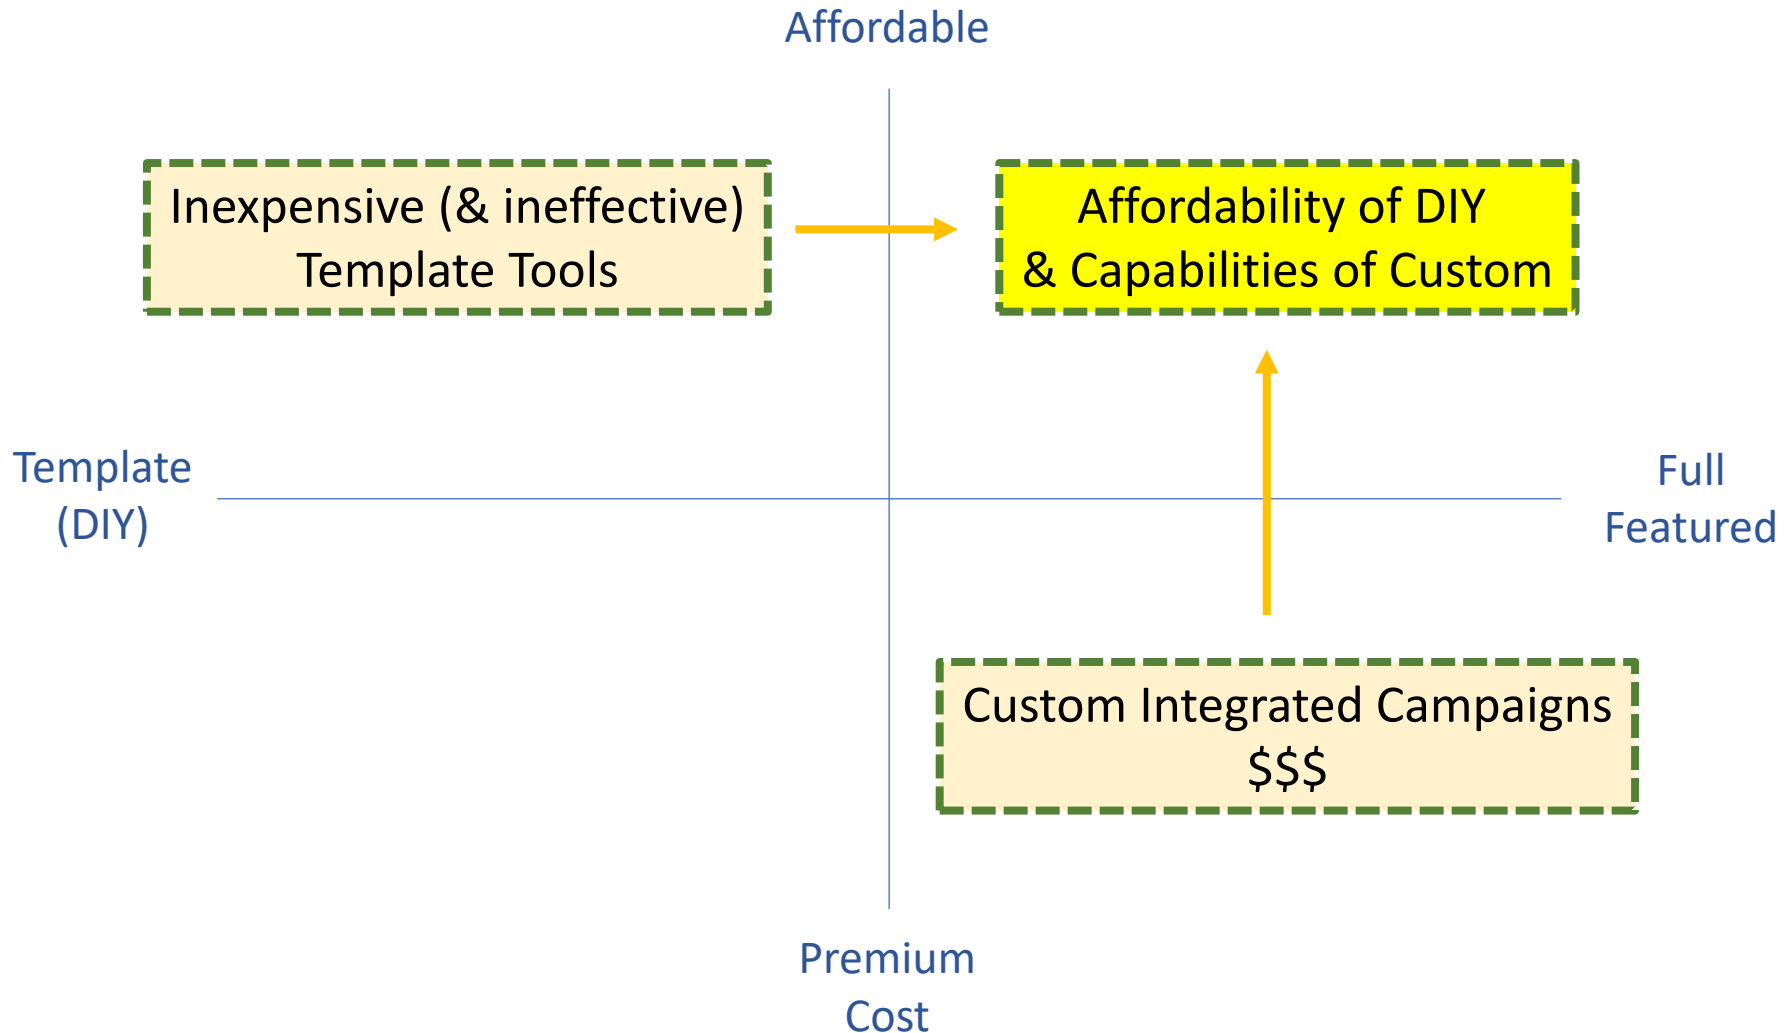 Affordable
Inexpensive (& ineffective)
Template Tools
Affordability of DIY
& Capabilities of Custom
Template
(DIY)
Full
Featured
Custom Integrated Campaigns
$$$
Premium
Cost